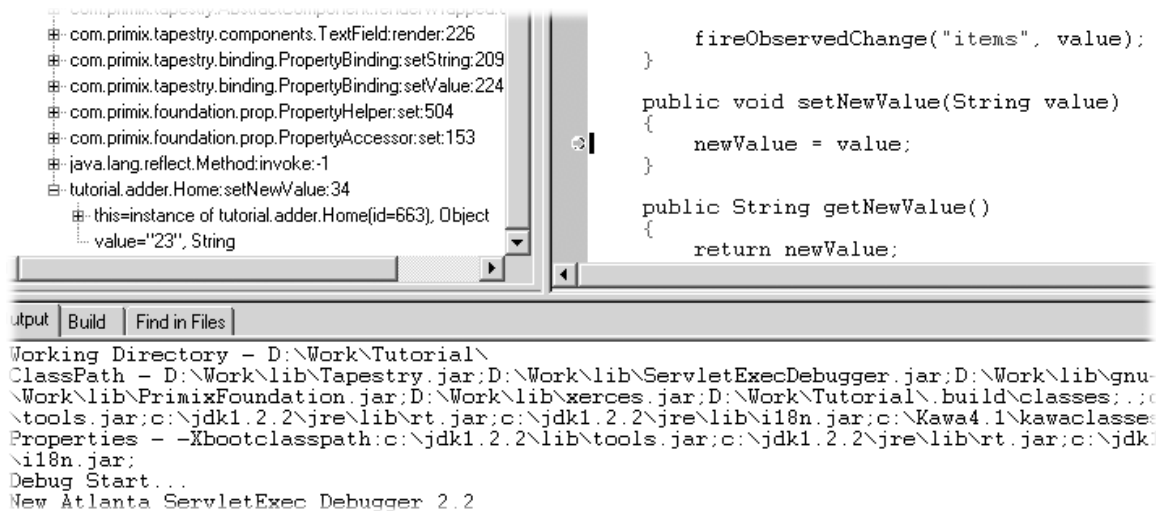 com.primix.tapestry.AbstractComponent.renderWrapped:
com.primix.tapestry.components.TextField:render:226
com.primix.tapestry.binding.PropertyBinding:setString:209
com.primix.tapestry.binding.PropertyBinding:setValue:224
com.primix.foundation.prop.PropertyHelper:set:504
com.primix.foundation.prop.PropertyAccessor:set:153
java.lang.reflect.Method:invoke:-1
tutorial.adder.Home:setNewValue:34
this=instance of tutorial.adder.Home(id=663), Object
value="23", String
fireObservedChange("items", value);
}
public void setNewValue(String value)
{
newValue = value;
}
public String getNewValue()
{
return newValue;
utput Build Find in Files
Working Directory - D:\Work\Tutorial\
ClassPath - D:\Work\lib\Tapestry.jar;D:\Work\lib\ServletExecDebugger.jar;D:\Work\lib\gnu-
\Work\lib\PrimixFoundation.jar;D:\Work\lib\xerces.jar;D:\Work\Tutorial\.build\classes;.;c
\tools.jar;c:\jdk1.2.2\jre\lib\rt.jar;c:\jdk1.2.2\jre\lib\i18n.jar;c:\Kawa4.1\kawaclasses
Properties - -Xbootclasspath:c:\jdk1.2.2\lib\tools.jar;c:\jdk1.2.2\jre\lib\rt.jar;c:\jdk1
\i18n.jar;
Debug Start...
New Atlanta ServletExec Debugger 2.2